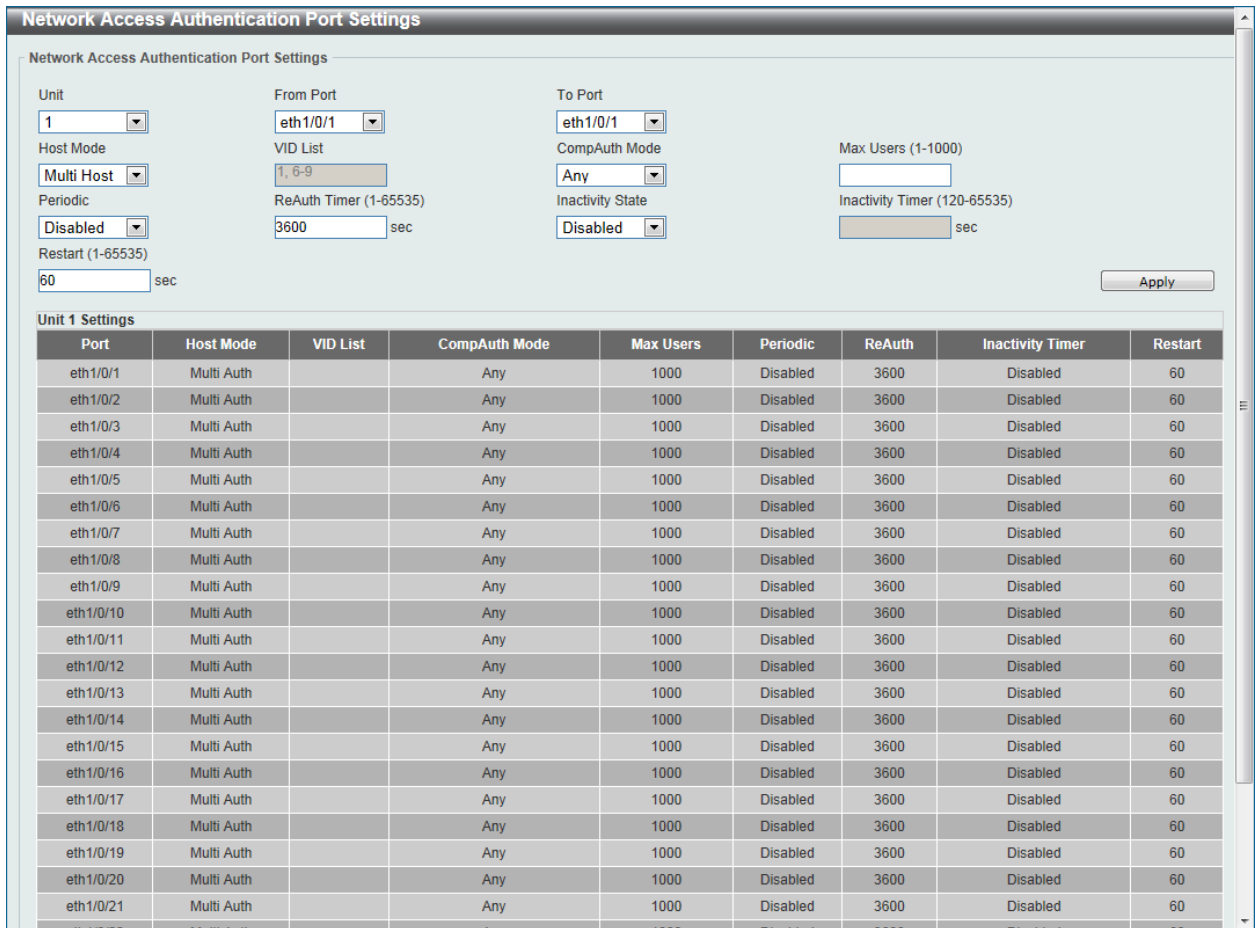 Network Access Authentication Port Settings
Network Access Authentication Port Settings
Unit From Port To Port
1 eth1/0/1 eth1/0/1
Host Mode VID List CompAuth Mode Max Users (1-1000)
Multi Host 1, 6-9 Any
Periodic ReAuth Timer (1-65535) Inactivity State Inactivity Timer (120-65535)
Disabled 3600 sec Disabled sec
Restart (1-65535)
60 sec Apply
Unit 1 Settings
Port Host Mode VID List CompAuth Mode Max Users Periodic ReAuth Inactivity Timer Restart
eth1/0/1 Multi Auth Any 1000 Disabled 3600 Disabled 60
eth1/0/2 Multi Auth Any 1000 Disabled 3600 Disabled 60
eth1/0/3 Multi Auth Any 1000 Disabled 3600 Disabled 60
eth1/0/4 Multi Auth Any 1000 Disabled 3600 Disabled 60
eth1/0/5 Multi Auth Any 1000 Disabled 3600 Disabled 60
eth1/0/6 Multi Auth Any 1000 Disabled 3600 Disabled 60
eth1/0/7 Multi Auth Any 1000 Disabled 3600 Disabled 60
eth1/0/8 Multi Auth Any 1000 Disabled 3600 Disabled 60
eth1/0/9 Multi Auth Any 1000 Disabled 3600 Disabled 60
eth1/0/10 Multi Auth Any 1000 Disabled 3600 Disabled 60
eth1/0/11 Multi Auth Any 1000 Disabled 3600 Disabled 60
eth1/0/12 Multi Auth Any 1000 Disabled 3600 Disabled 60
eth1/0/13 Multi Auth Any 1000 Disabled 3600 Disabled 60
eth1/0/14 Multi Auth Any 1000 Disabled 3600 Disabled 60
eth1/0/15 Multi Auth Any 1000 Disabled 3600 Disabled 60
eth1/0/16 Multi Auth Any 1000 Disabled 3600 Disabled 60
eth1/0/17 Multi Auth Any 1000 Disabled 3600 Disabled 60
eth1/0/18 Multi Auth Any 1000 Disabled 3600 Disabled 60
eth1/0/19 Multi Auth Any 1000 Disabled 3600 Disabled 60
eth1/0/20 Multi Auth Any 1000 Disabled 3600 Disabled 60
eth1/0/21 Multi Auth Any 1000 Disabled 3600 Disabled 60